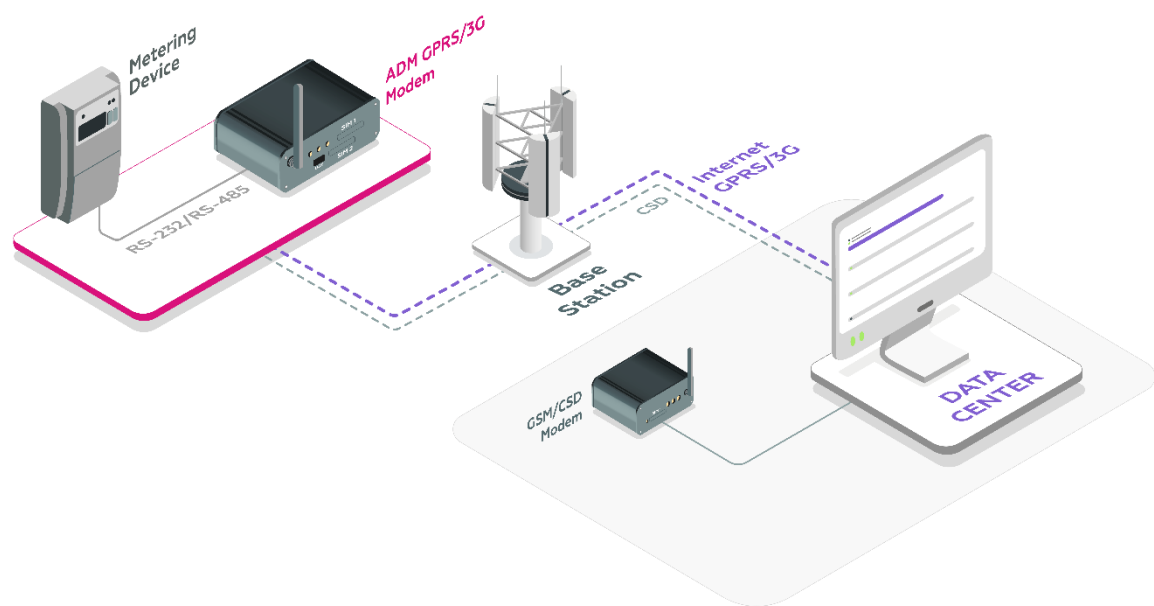 Metering
Device
ADM GPRS/3G
Modem
SIM 1
SIM 2
RS-232/RS-485
Internet
GPRS/3G
CSD
Base
Station
GSM/CSD
Modem
DATA
CENTER